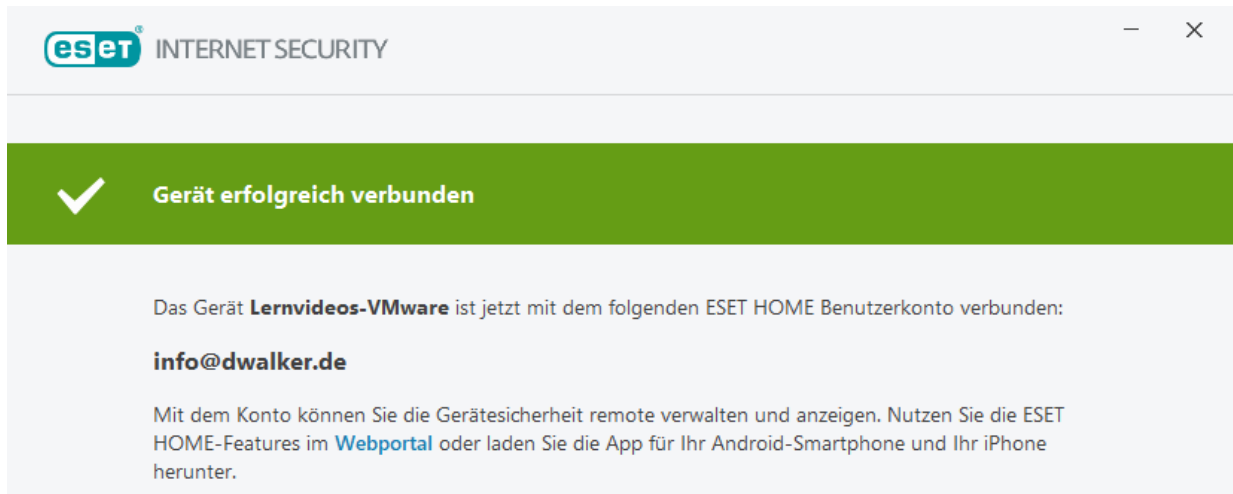 eset® INTERNET SECURITY
Gerät erfolgreich verbunden
Das Gerät Lernvideos-VMware ist jetzt mit dem folgenden ESET HOME Benutzerkonto verbunden:
info@dwalker.de
Mit dem Konto können Sie die Gerätesicherheit remote verwalten und anzeigen. Nutzen Sie die ESET
HOME-Features im Webportal oder laden Sie die App für Ihr Android-Smartphone und Ihr iPhone
herunter.